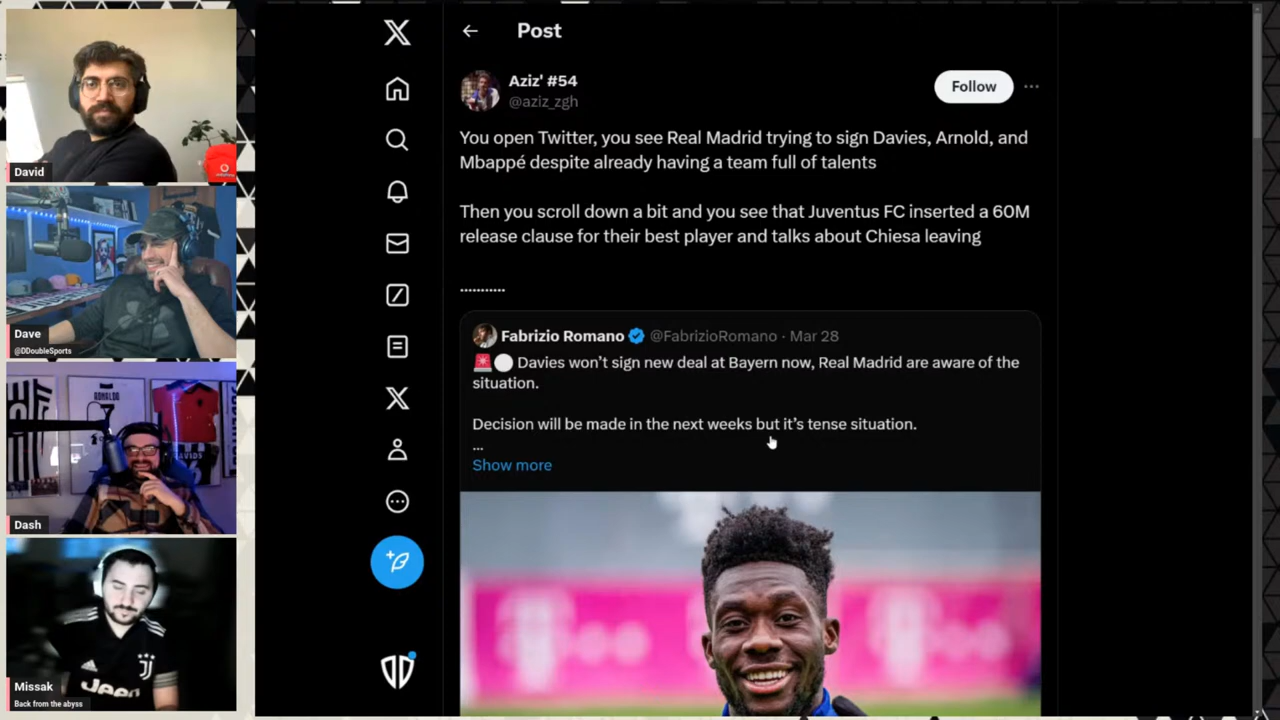 David
Dave
@DDoubleSports
RONALDO
DAVIDS
Dash
Jeep
Missak
Back from the abyss
Post
Aziz' #54
@aziz_zgh
Follow
You open Twitter, you see Real Madrid trying to sign Davies, Arnold, and
Mbappé despite already having a team full of talents
Then you scroll down a bit and you see that Juventus FC inserted a 60M
release clause for their best player and talks about Chiesa leaving
...........
Fabrizio Romano @FabrizioRomano · Mar 28
🚨⚪️ Davies won’t sign new deal at Bayern now, Real Madrid are aware of the
situation.
Decision will be made in the next weeks but it’s tense situation.
...
Show more